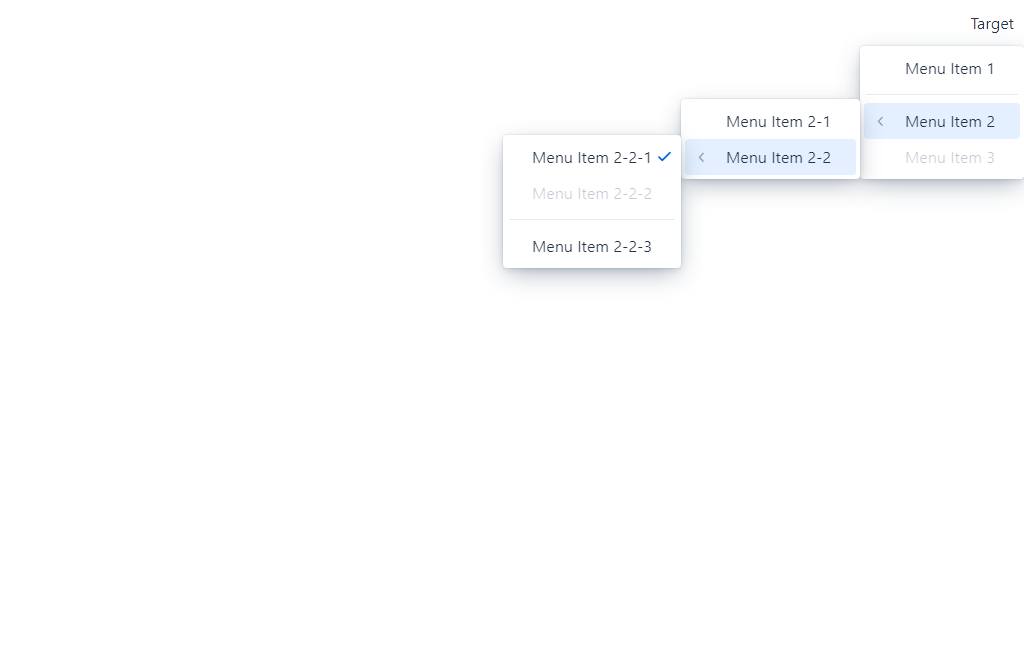 Target
Menu Item 1
Menu Item 2
Menu Item 3
Menu Item 2-1
Menu Item 2-2
Menu Item 2-2-1
Menu Item 2-2-2
Menu Item 2-2-3